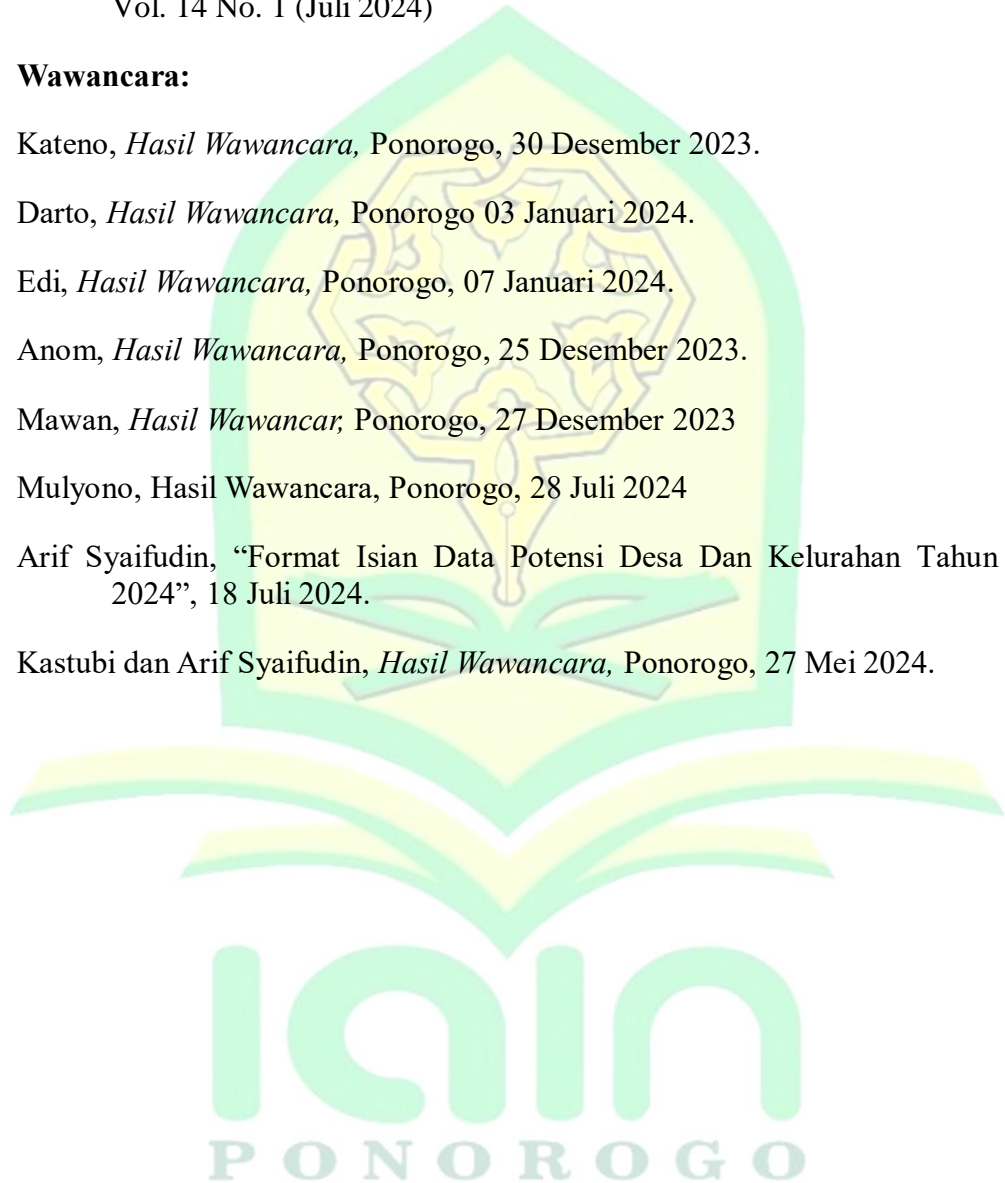 Vol. 14 No. 1 (Juli 2024)
Wawancara:
Kateno, Hasil Wawancara, Ponorogo, 30 Desember 2023.
Darto, Hasil Wawancara, Ponorogo 03 Januari 2024.
Edi, Hasil Wawancara, Ponorogo, 07 Januari 2024.
Anom, Hasil Wawancara, Ponorogo, 25 Desember 2023.
Mawan, Hasil Wawancar, Ponorogo, 27 Desember 2023
Mulyono, Hasil Wawancara, Ponorogo, 28 Juli 2024
Arif Syaifudin, “Format Isian Data Potensi Desa Dan Kelurahan Tahun
2024”, 18 Juli 2024.
Kastubi dan Arif Syaifudin, Hasil Wawancara, Ponorogo, 27 Mei 2024.
iain
PONOROGO